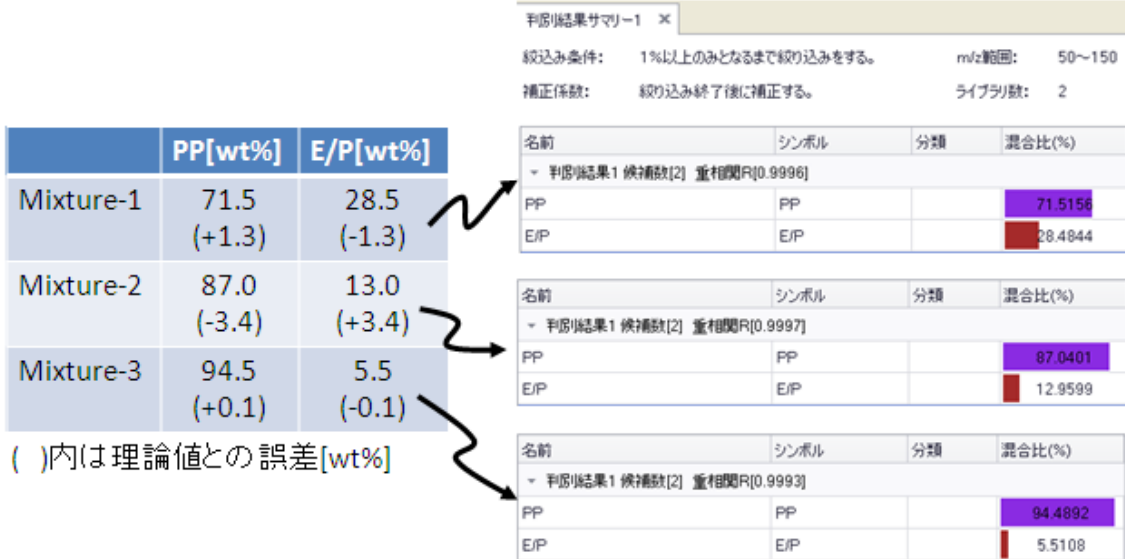 判別結果サマリー1 ×
絞込み条件: 1%以上のみとなるまで絞り込みをする。 m/z範囲: 50～150
補正係数: 絞り込み終了後に補正する。 ライブラリ数: 2
PP[wt%] E/P[wt%]
Mixture-1 71.5 28.5
(+1.3) (-1.3)
Mixture-2 87.0 13.0
(-3.4) (+3.4)
Mixture-3 94.5 5.5
(+0.1) (-0.1)
( )内は理論値との誤差[wt%]
名前 シンボル 分類 混合比(%)
判別結果1 候補数[2] 重相関R[0.9996]
PP PP 71.5156
E/P E/P 28.4844
名前 シンボル 分類 混合比(%)
判別結果1 候補数[2] 重相関R[0.9997]
PP PP 87.0401
E/P E/P 12.9599
名前 シンボル 分類 混合比(%)
判別結果1 候補数[2] 重相関R[0.9993]
PP PP 94.4892
E/P E/P 5.5108